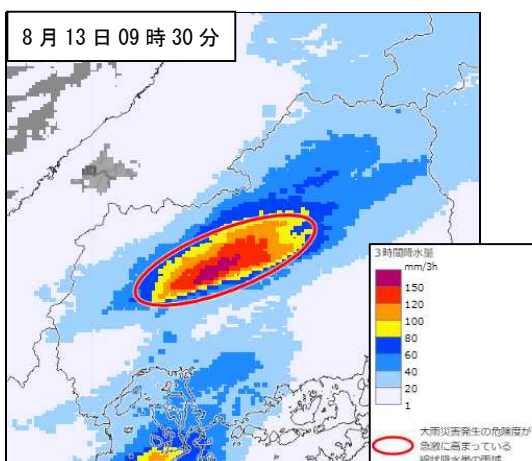 8月13日09時30分
3時間降水量
mm/3h
150
120
100
80
60
40
20
1
大雨災害発生の危険度が
急激に高まっている
線状降水帯の雨域